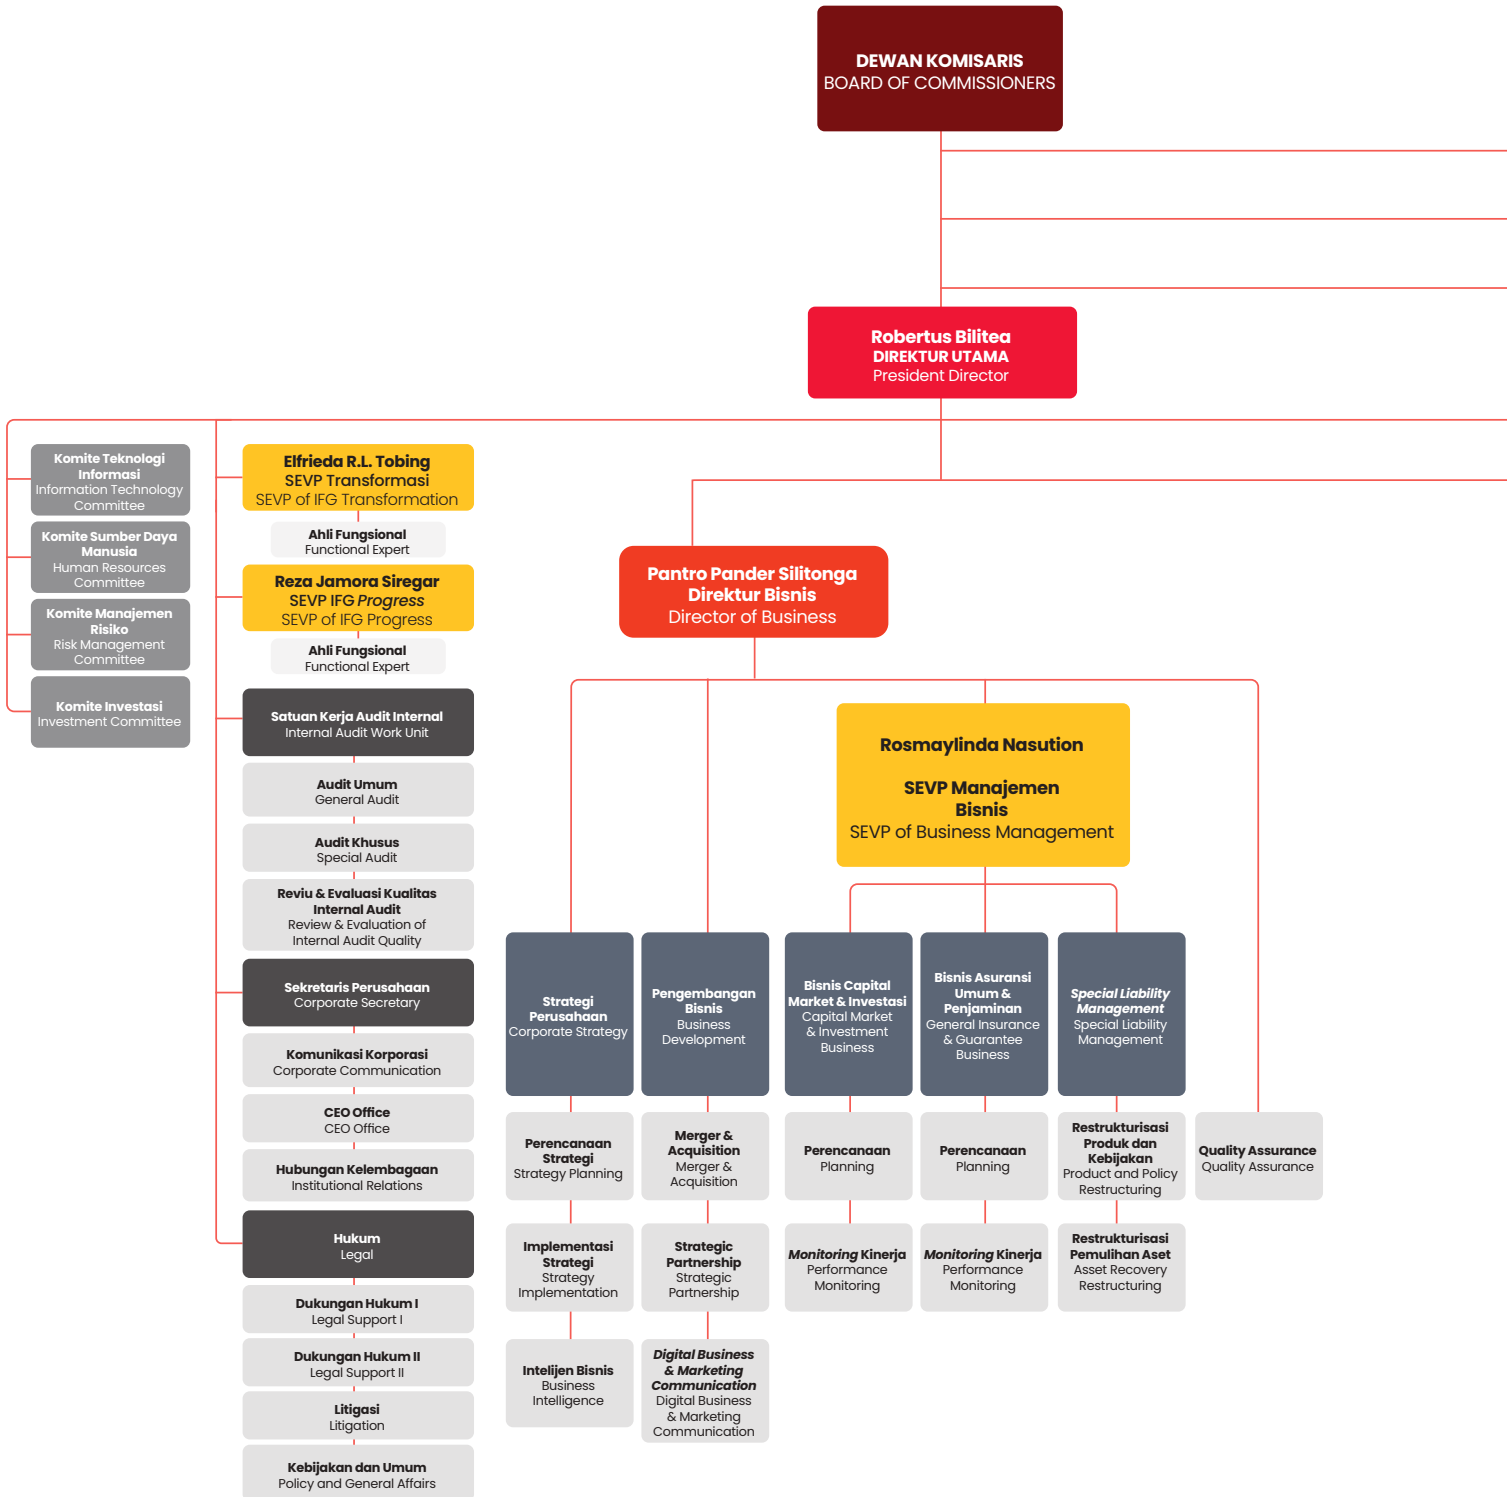 DEWAN KOMISARIS
BOARD OF COMMISSIONERS
Robertus Bilitea
DIREKTUR UTAMA
President Director
Komite Teknologi
Informasi
Information Technology
Committee
Komite Sumber Daya
Manusia
Human Resources
Committee
Komite Manajemen
Risiko
Risk Management
Committee
Komite Investasi
Investment Committee
Elfrieda R.L. Tobing
SEVP Transformasi
SEVP of IFG Transformation
Ahli Fungsional
Functional Expert
Reza Jamora Siregar
SEVP IFG Progress
SEVP of IFG Progress
Ahli Fungsional
Functional Expert
Satuan Kerja Audit Internal
Internal Audit Work Unit
Audit Umum
General Audit
Audit Khusus
Special Audit
Reviu & Evaluasi Kualitas
Internal Audit
Review & Evaluation of
Internal Audit Quality
Sekretaris Perusahaan
Corporate Secretary
Komunikasi Korporasi
Corporate Communication
CEO Office
CEO Office
Hubungan Kelembagaan
Institutional Relations
Hukum
Legal
Dukungan Hukum I
Legal Support I
Dukungan Hukum II
Legal Support II
Litigasi
Litigation
Kebijakan dan Umum
Policy and General Affairs
Pantro Pander Silitonga
Direktur Bisnis
Director of Business
Rosmaylinda Nasution
SEVP Manajemen
Bisnis
SEVP of Business Management
Strategi
Perusahaan
Corporate Strategy
Perencanaan
Strategi
Strategy Planning
Implementasi
Strategi
Strategy
Implementation
Intelijen Bisnis
Business
Intelligence
Pengembangan
Bisnis
Business
Development
Merger &
Acquisition
Merger &
Acquisition
Strategic
Partnership
Strategic
Partnership
Digital Business
& Marketing
Communication
Digital Business
& Marketing
Communication
Bisnis Capital
Market & Investasi
Capital Market
& Investment
Business
Perencanaan
Planning
Monitoring Kinerja
Performance
Monitoring
Bisnis Asuransi
Umum &
Penjaminan
General Insurance
& Guarantee
Business
Perencanaan
Planning
Monitoring Kinerja
Performance
Monitoring
Special Liability
Management
Special Liability
Management
Restrukturisasi
Produk dan
Kebijakan
Product and Policy
Restructuring
Restrukturisasi
Pemulihan Aset
Asset Recovery
Restructuring
Quality Assurance
Quality Assurance